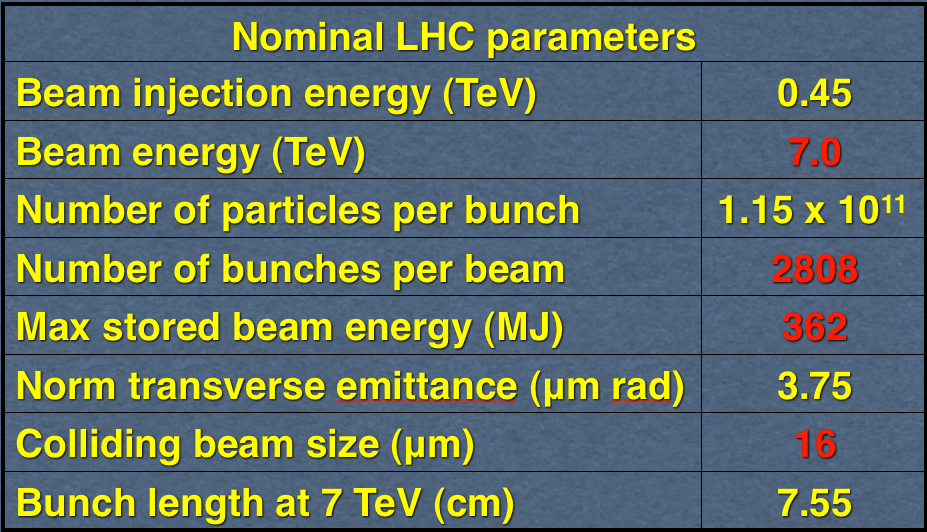 Nominal LHC parameters
Beam injection energy (TeV) 0.45
Beam energy (TeV) 7.0
Number of particles per bunch 1.15 x 10¹¹
Number of bunches per beam 2808
Max stored beam energy (MJ) 362
Norm transverse emittance (μm rad) 3.75
Colliding beam size (μm) 16
Bunch length at 7 TeV (cm) 7.55